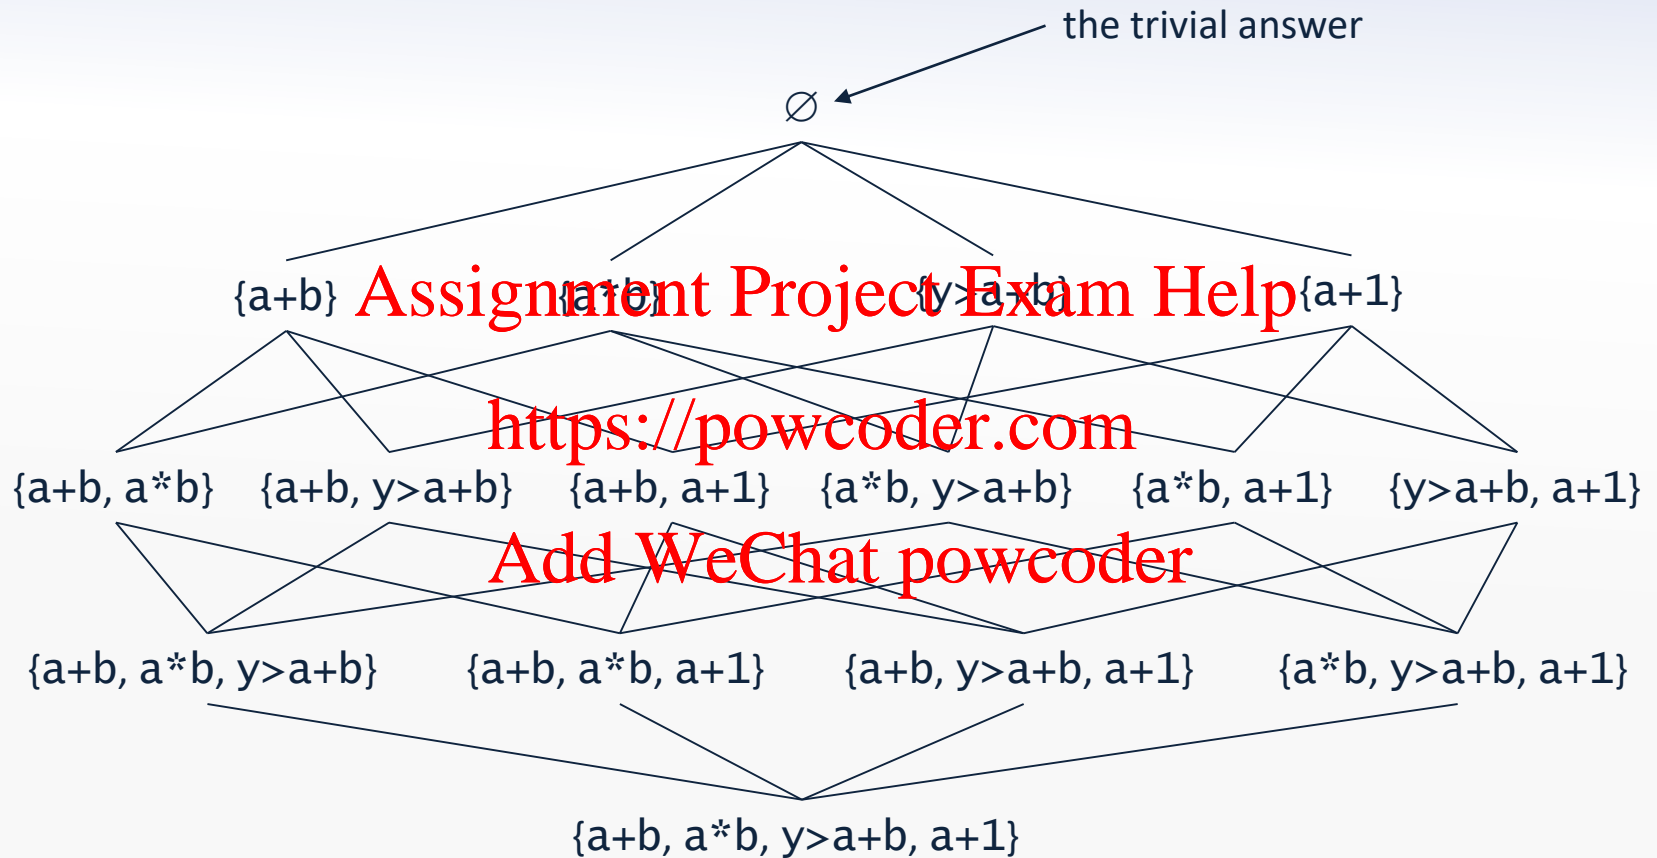 the trivial answer
∅
{a+b} {a*b} {y>a+b} {a+1}
Assignment Project Exam Help
https://powcoder.com
{a+b, a*b} {a+b, y>a+b} {a+b, a+1} {a*b, y>a+b} {a*b, a+1} {y>a+b, a+1}
Add WeChat powcoder
{a+b, a*b, y>a+b} {a+b, a*b, a+1} {a+b, y>a+b, a+1} {a*b, y>a+b, a+1}
{a+b, a*b, y>a+b, a+1}